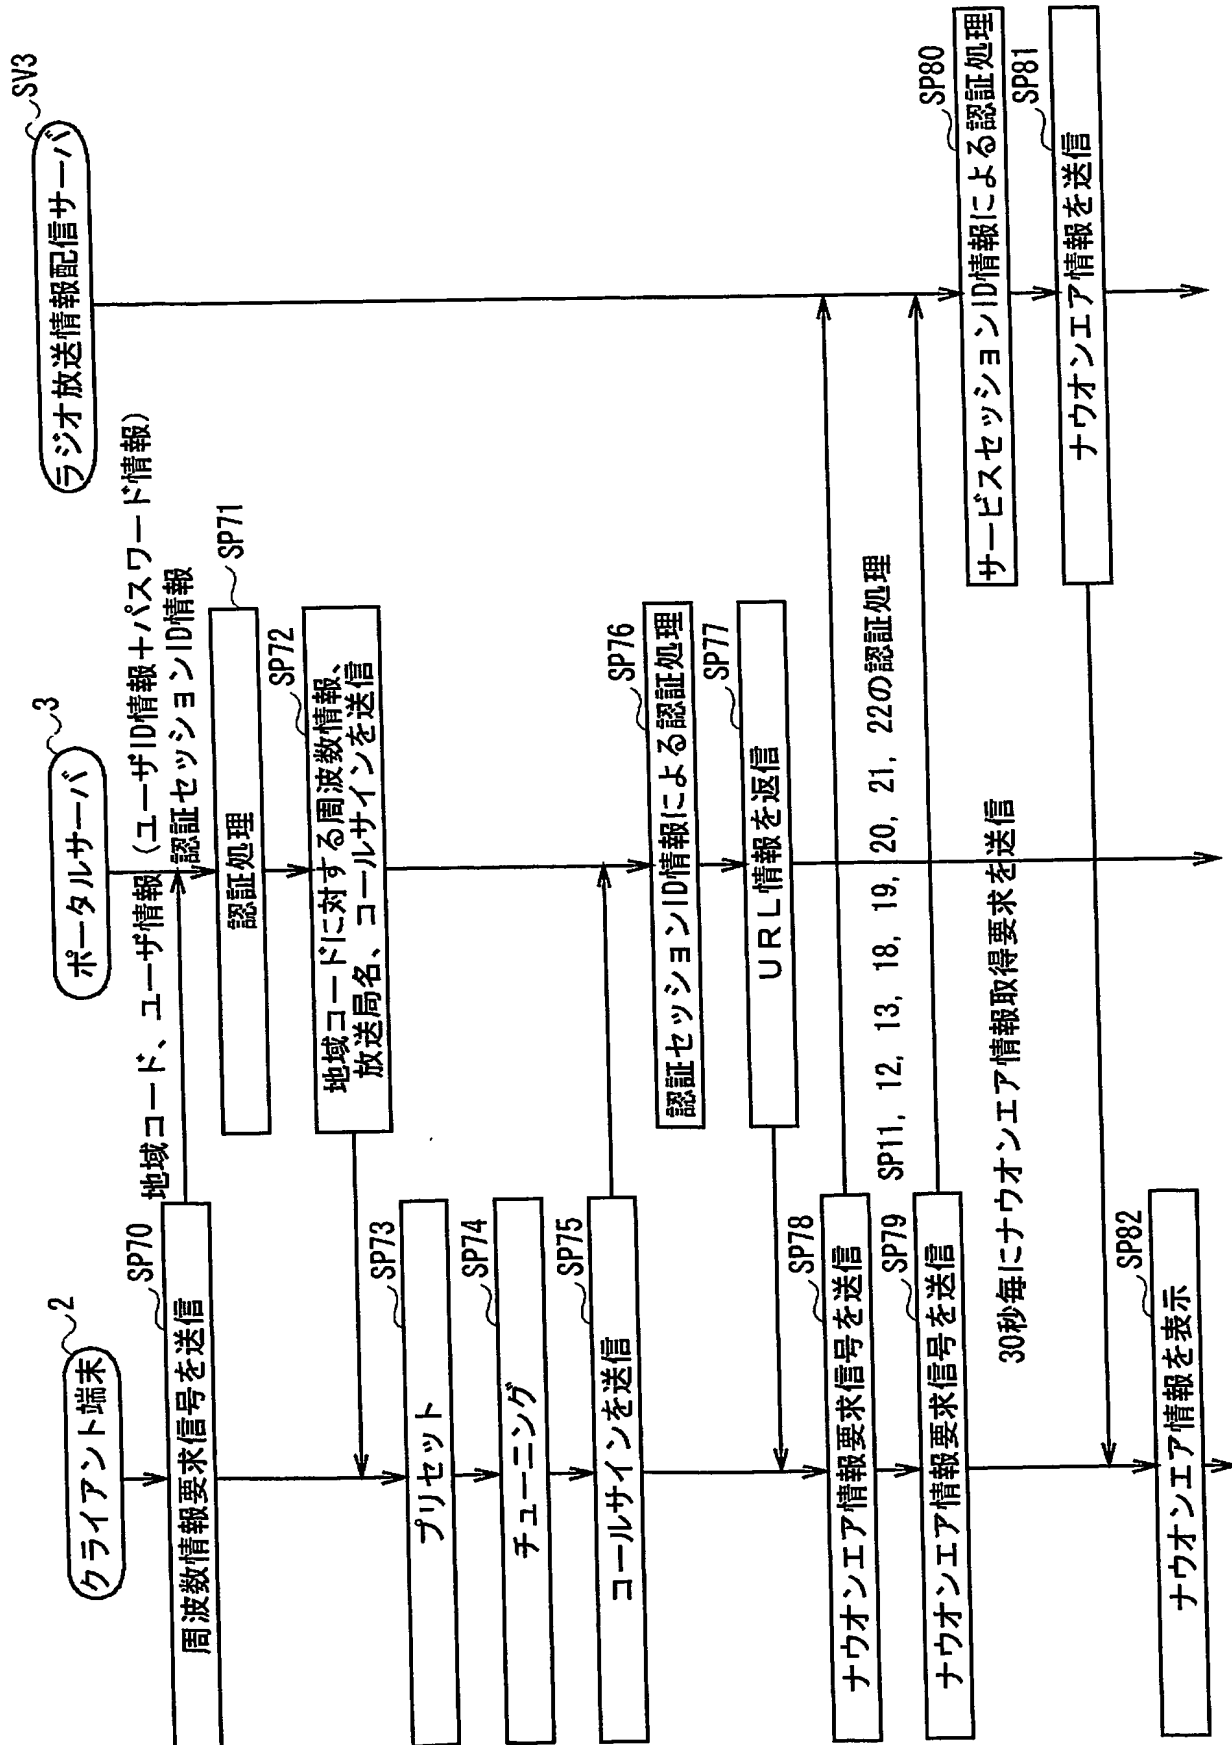 クライアント端末
2
ポータルサーバ
3
ラジオ放送情報配信サーバ
SV3
SP70
周波数情報要求信号を送信
地域コード、ユーザ情報（ユーザID情報＋パスワード情報）
認証セッションID情報
SP71
認証処理
SP72
地域コードに対する周波数情報、
放送局名、コールサインを送信
SP73
プリセット
SP74
チューニング
SP75
コールサインを送信
SP76
認証セッションID情報による認証処理
SP77
URL情報を返信
SP78
ナウオンエア情報要求信号を送信
SP11, 12, 13, 18, 19, 20, 21, 22の認証処理
SP79
ナウオンエア情報要求信号を送信
SP80
サービスセッションID情報による認証処理
30秒毎にナウオンエア情報取得要求を送信
SP81
ナウオンエア情報を送信
SP82
ナウオンエア情報を表示